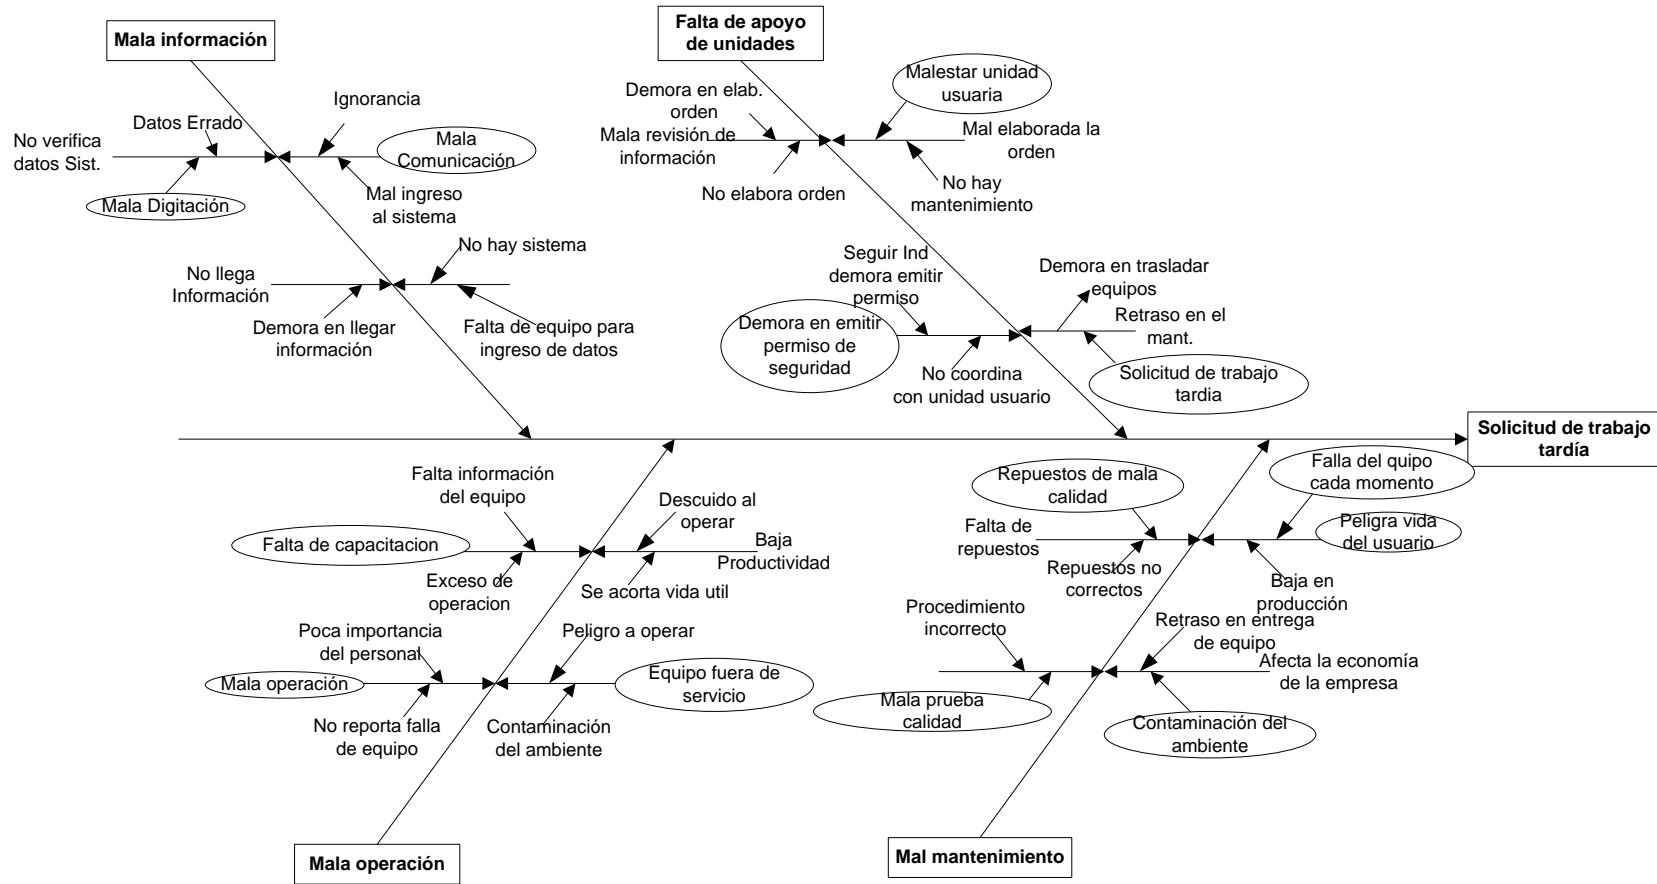 Mala información
Falta de apoyo
de unidades
Ignorancia
Datos Errado
No verifica
datos Sist.
Mala
Comunicación
Mala Digitación
Mal ingreso
al sistema
No hay sistema
No llega
Información
Demora en llegar
información
Falta de equipo para
ingreso de datos
Demora en elab.
orden
Mala revisión de
información
No elabora orden
Malestar unidad
usuaria
Mal elaborada la
orden
No hay
mantenimiento
Seguir Ind
demora emitir
permiso
Demora en emitir
permiso de
seguridad
No coordina
con unidad usuario
Demora en trasladar
equipos
Retraso en el
mant.
Solicitud de trabajo
tardia
Solicitud de trabajo
tardía
Falta información
del equipo
Falta de capacitacion
Exceso de
operacion
Descuido al
operar
Baja
Productividad
Se acorta vida util
Poca importancia
del personal
Mala operación
No reporta falla
de equipo
Peligro a operar
Equipo fuera de
servicio
Contaminación
del ambiente
Repuestos de mala
calidad
Falta de
repuestos
Repuestos no
correctos
Falla del quipo
cada momento
Peligra vida
del usuario
Baja en
producción
Procedimiento
incorrecto
Mala prueba
calidad
Retraso en entrega
de equipo
Afecta la economía
de la empresa
Contaminación del
ambiente
Mala operación
Mal mantenimiento